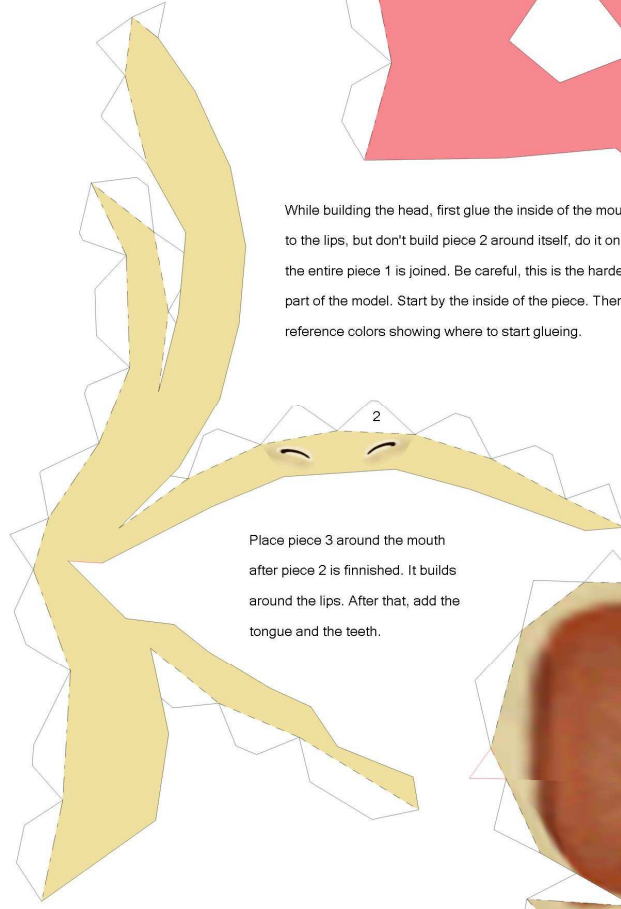 While building the head, first glue the inside of the
to the lips, but don't build piece 2 around itself, do it
the entire piece 1 is joined. Be careful, this is the
part of the model. Start by the inside of the piece.
reference colors showing where to start glueing.
2
Place piece 3 around the mouth
after piece 2 is finnished. It builds
around the lips. After that, add the
tongue and the teeth.